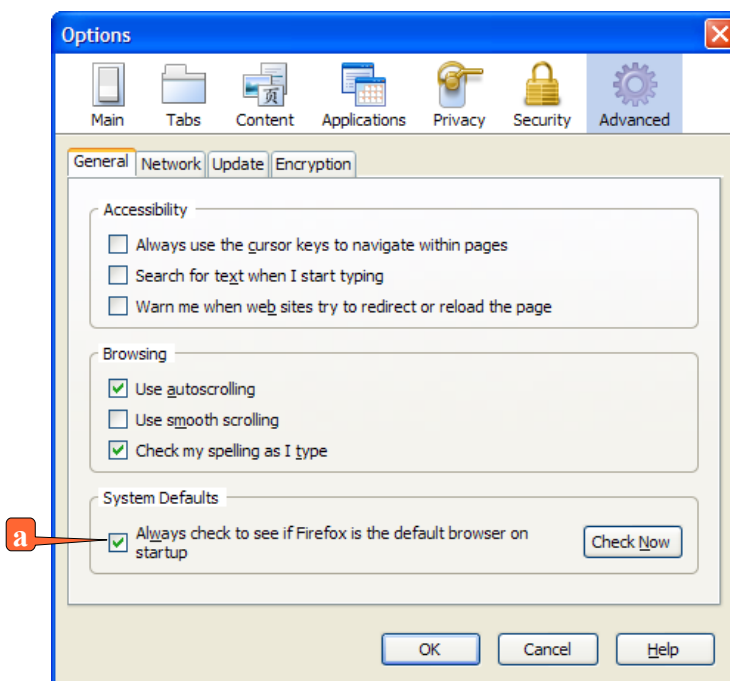 Options
页
Main Tabs Content Applications Privacy Security Advanced
General Network Update Encryption
Accessibility
Always use the cursor keys to navigate within pages
Search for text when I start typing
Warn me when web sites try to redirect or reload the page
Browsing
Use autoscrolling
Use smooth scrolling
Check my spelling as I type
System Defaults
a
Always check to see if Firefox is the default browser on
startup
Check Now
OK Cancel Help